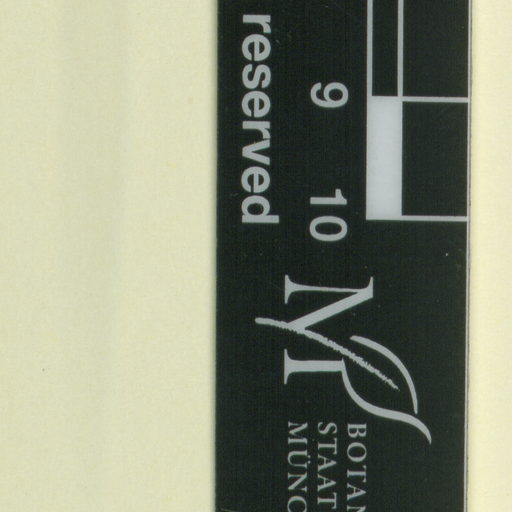 reserved
9 10
BOTAN
STAAT
MÜNC